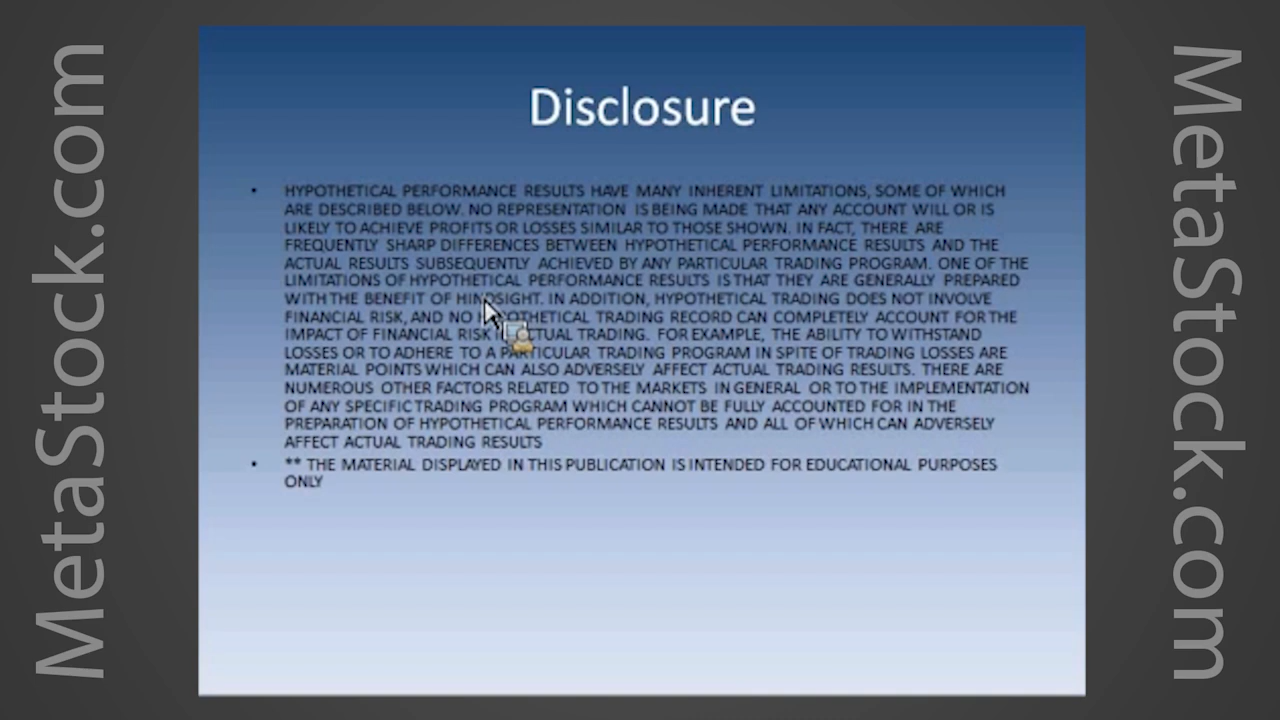 MetaStock.com
Disclosure
• HYPOTHETICAL PERFORMANCE RESULTS HAVE MANY INHERENT LIMITATIONS, SOME OF WHICH
ARE DESCRIBED BELOW. NO REPRESENTATION IS BEING MADE THAT ANY ACCOUNT WILL OR IS
LIKELY TO ACHIEVE PROFITS OR LOSSES SIMILAR TO THOSE SHOWN. IN FACT, THERE ARE
FREQUENTLY SHARP DIFFERENCES BETWEEN HYPOTHETICAL PERFORMANCE RESULTS AND THE
ACTUAL RESULTS SUBSEQUENTLY ACHIEVED BY ANY PARTICULAR TRADING PROGRAM. ONE OF THE
LIMITATIONS OF HYPOTHETICAL PERFORMANCE RESULTS IS THAT THEY ARE GENERALLY PREPARED
WITH THE BENEFIT OF HINDSIGHT. IN ADDITION, HYPOTHETICAL TRADING DOES NOT INVOLVE
FINANCIAL RISK, AND NO HYPOTHETICAL TRADING RECORD CAN COMPLETELY ACCOUNT FOR THE
IMPACT OF FINANCIAL RISK ACTUAL TRADING. FOR EXAMPLE, THE ABILITY TO WITHSTAND
LOSSES OR TO ADHERE TO A PARTICULAR TRADING PROGRAM IN SPITE OF TRADING LOSSES ARE
MATERIAL POINTS WHICH CAN ALSO ADVERSELY AFFECT ACTUAL TRADING RESULTS. THERE ARE
NUMEROUS OTHER FACTORS RELATED TO THE MARKETS IN GENERAL OR TO THE IMPLEMENTATION
OF ANY SPECIFIC TRADING PROGRAM WHICH CANNOT BE FULLY ACCOUNTED FOR IN THE
PREPARATION OF HYPOTHETICAL PERFORMANCE RESULTS AND ALL OF WHICH CAN ADVERSELY
AFFECT ACTUAL TRADING RESULTS
• ** THE MATERIAL DISPLAYED IN THIS PUBLICATION IS INTENDED FOR EDUCATIONAL PURPOSES
ONLY
MetaStock.com